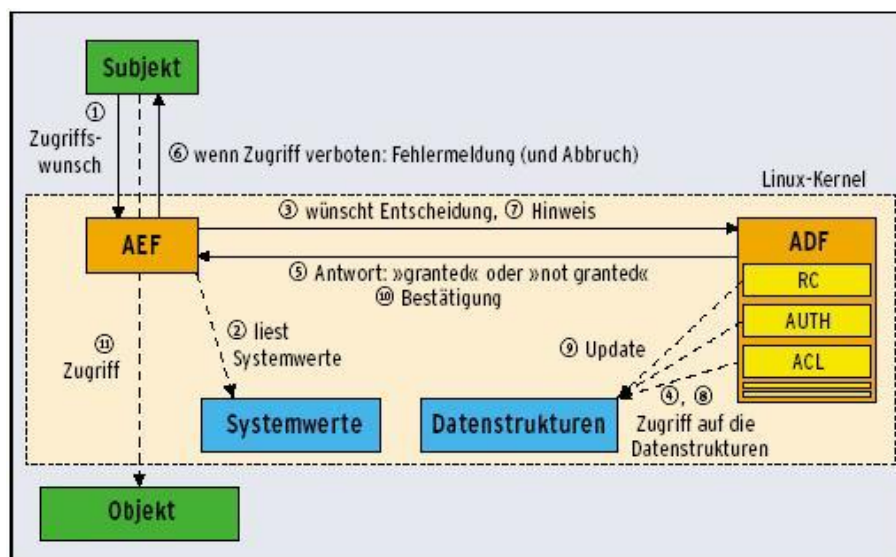 Subjekt
①
Zugriffs-
wunsch
⑥ wenn Zugriff verboten: Fehlermeldung (und Abbruch)
Linux-Kernel
AEF
③ wünscht Entscheidung, ⑦ Hinweis
ADF
⑤ Antwort: »granted« oder »not granted«
⑩ Bestätigung
RC
AUTH
ACL
② liest
Systemwerte
⑨ Update
⑪
Zugriff
④, ⑧
Zugriff auf die
Datenstrukturen
Systemwerte
Datenstrukturen
Objekt